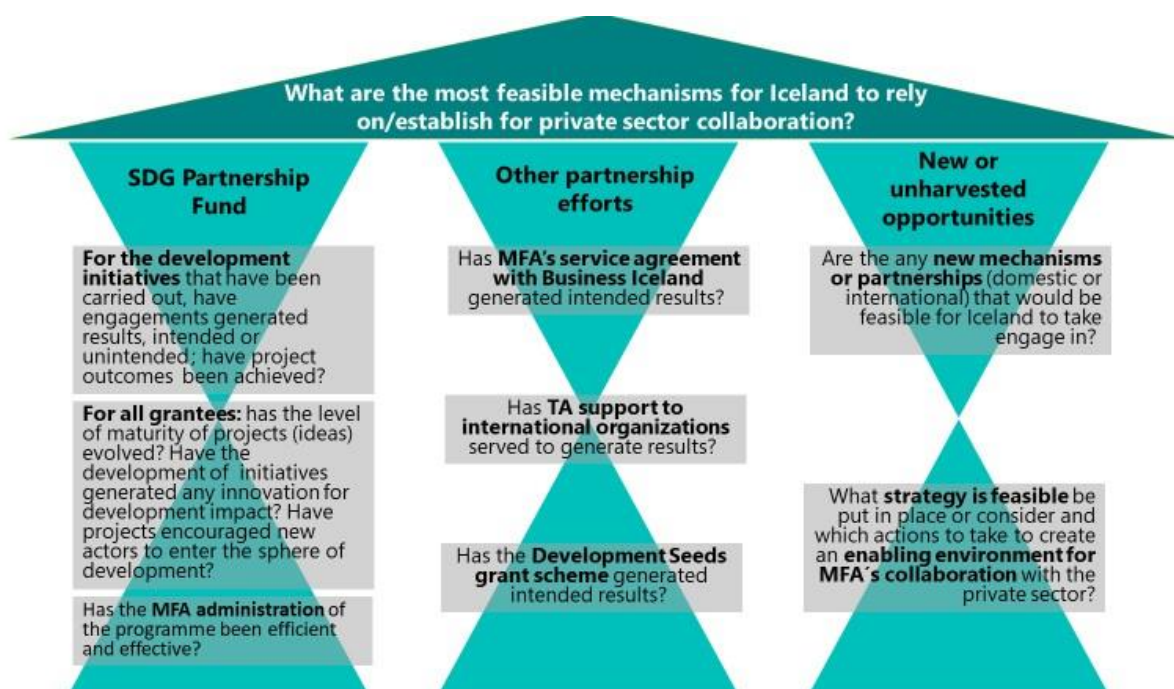 What are the most feasible mechanisms for Iceland to rely
on/establish for private sector collaboration?
SDG Partnership
Fund
For the development
initiatives that have been
carried out, have
engagements generated
results, intended or
unintended; have project
outcomes been achieved?
For all grantees: has the level
of maturity of projects (ideas)
evolved? Have the
development of initiatives
generated any innovation for
development impact? Have
projects encouraged new
actors to enter the sphere of
development?
Has the MFA administration of
the programme been efficient
and effective?
Other partnership
efforts
Has MFA's service agreement
with Business Iceland
generated intended results?
Has TA support to
international organizations
served to generate results?
Has the Development Seeds
grant scheme generated
intended results?
New or
unharvested
opportunities
Are the any new mechanisms
or partnerships (domestic or
international) that would be
feasible for Iceland to take
engage in?
What strategy is feasible be
put in place or consider and
which actions to take to create
an enabling environment for
MFA´s collaboration with the
private sector?